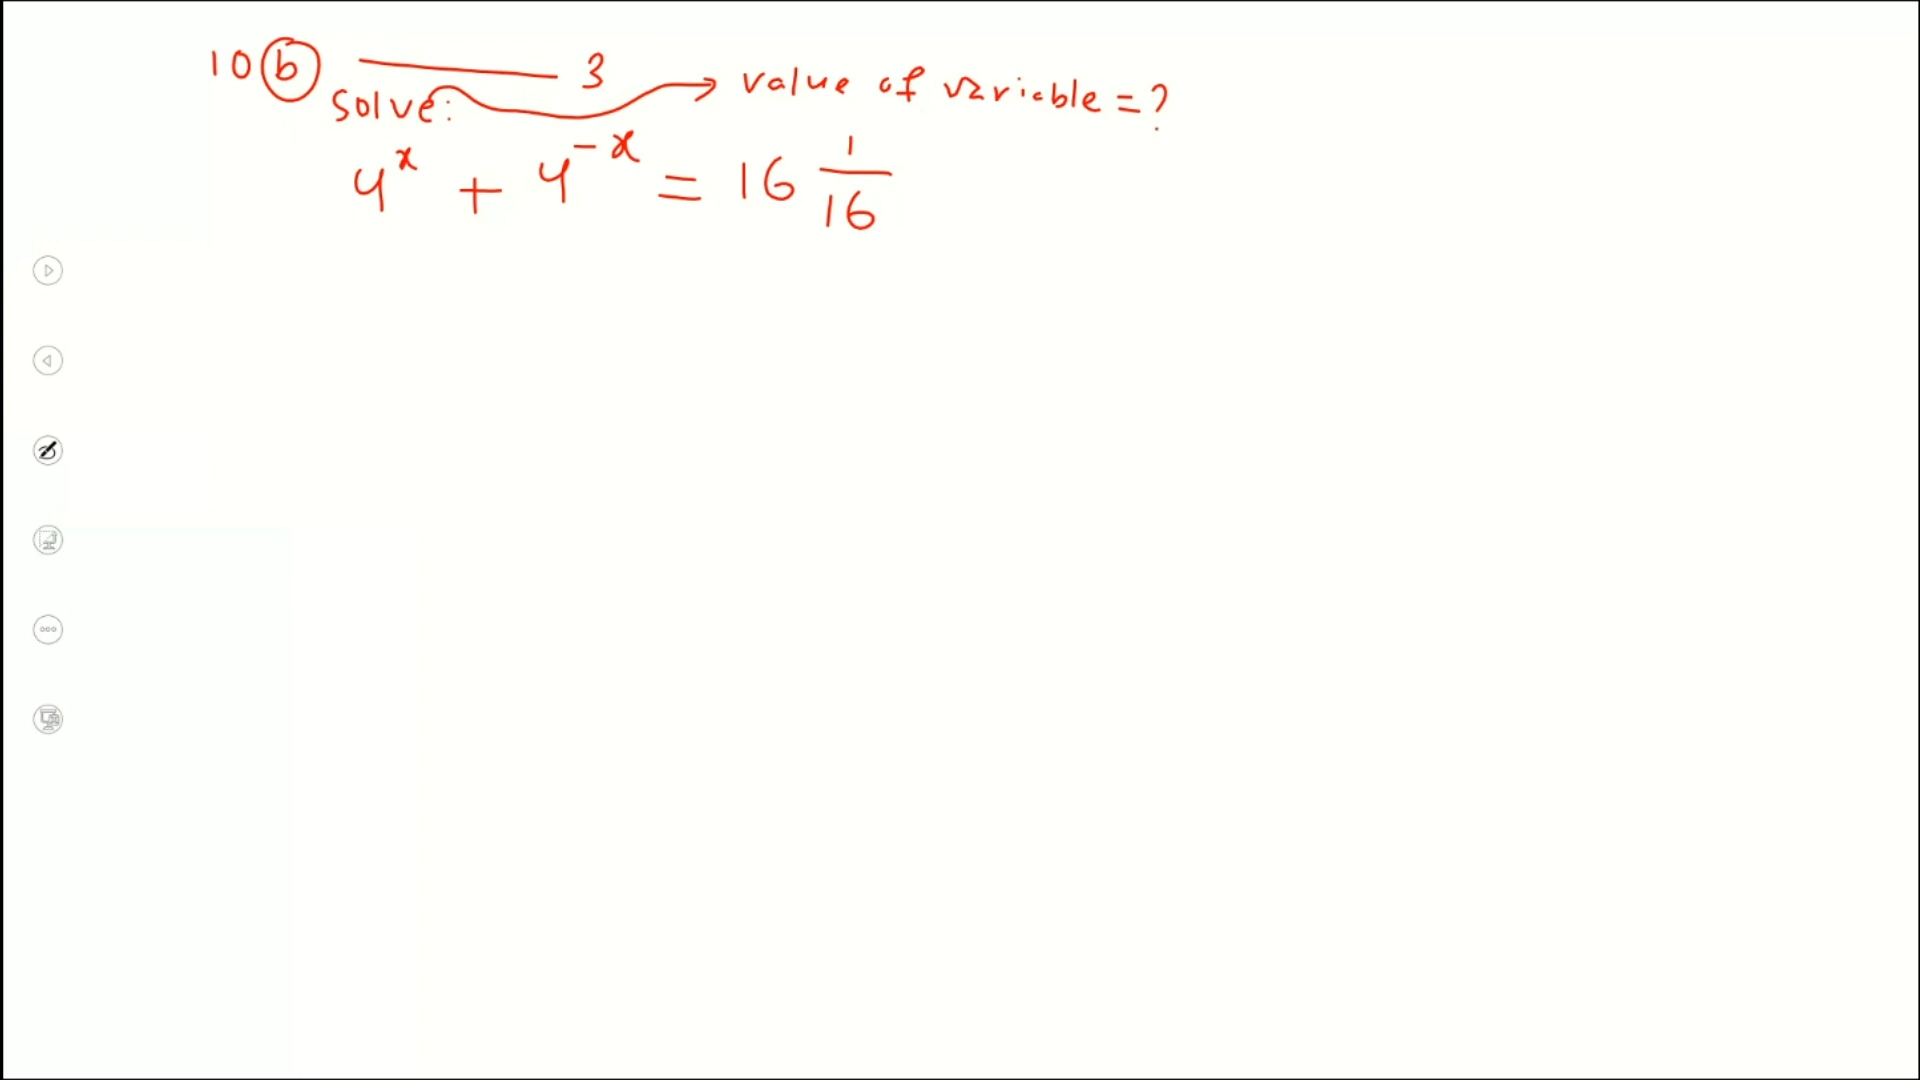 10 b ——— 3
Solve: → value of variable = ?
4^x + 4^-x = 16 1/16